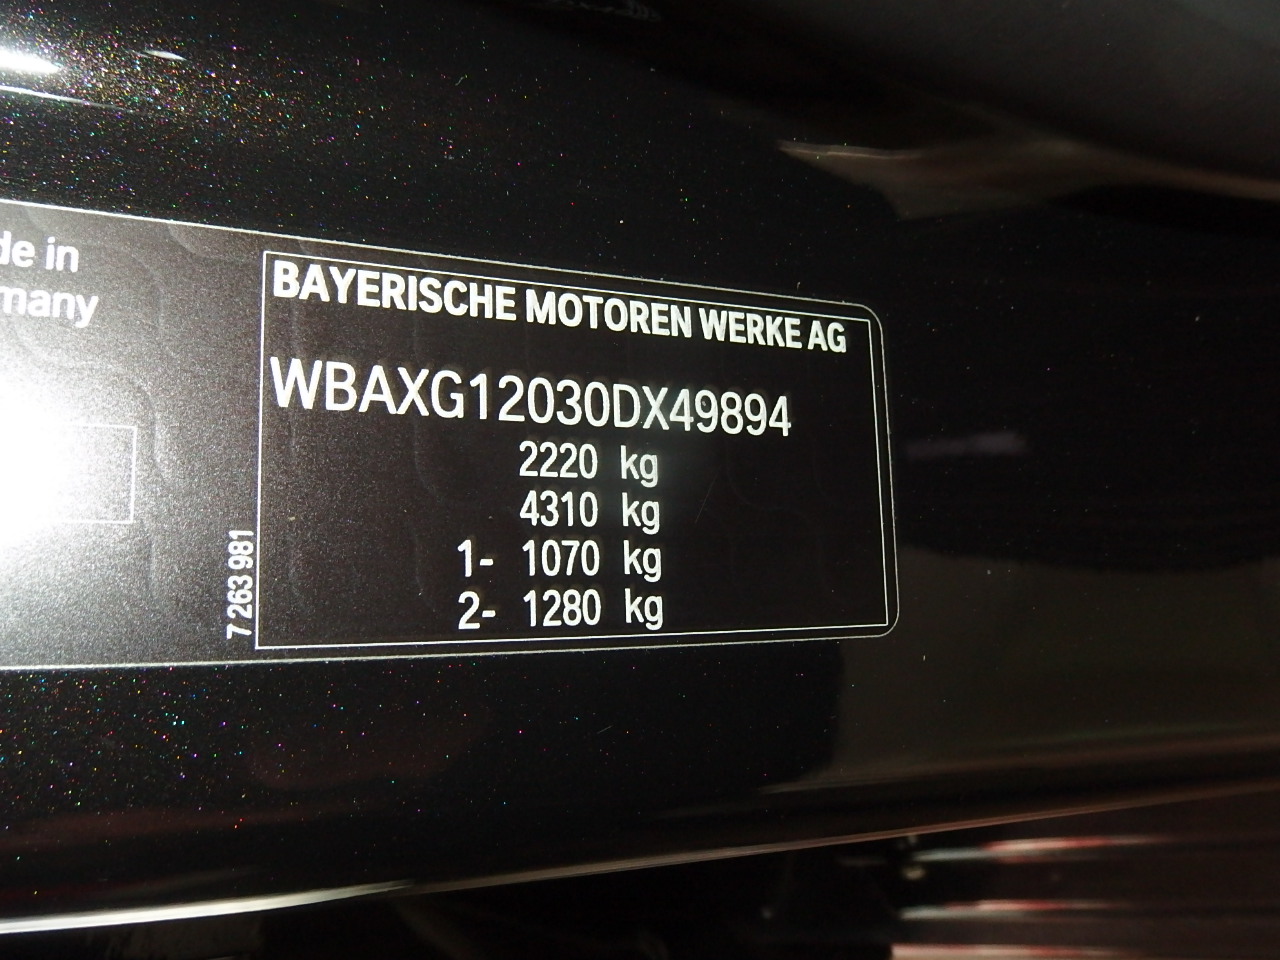 de in
many
BAYERISCHE MOTOREN WERKE AG
WBAXG12030DX49894
2220 kg
4310 kg
1- 1070 kg
2- 1280 kg
7 263 981